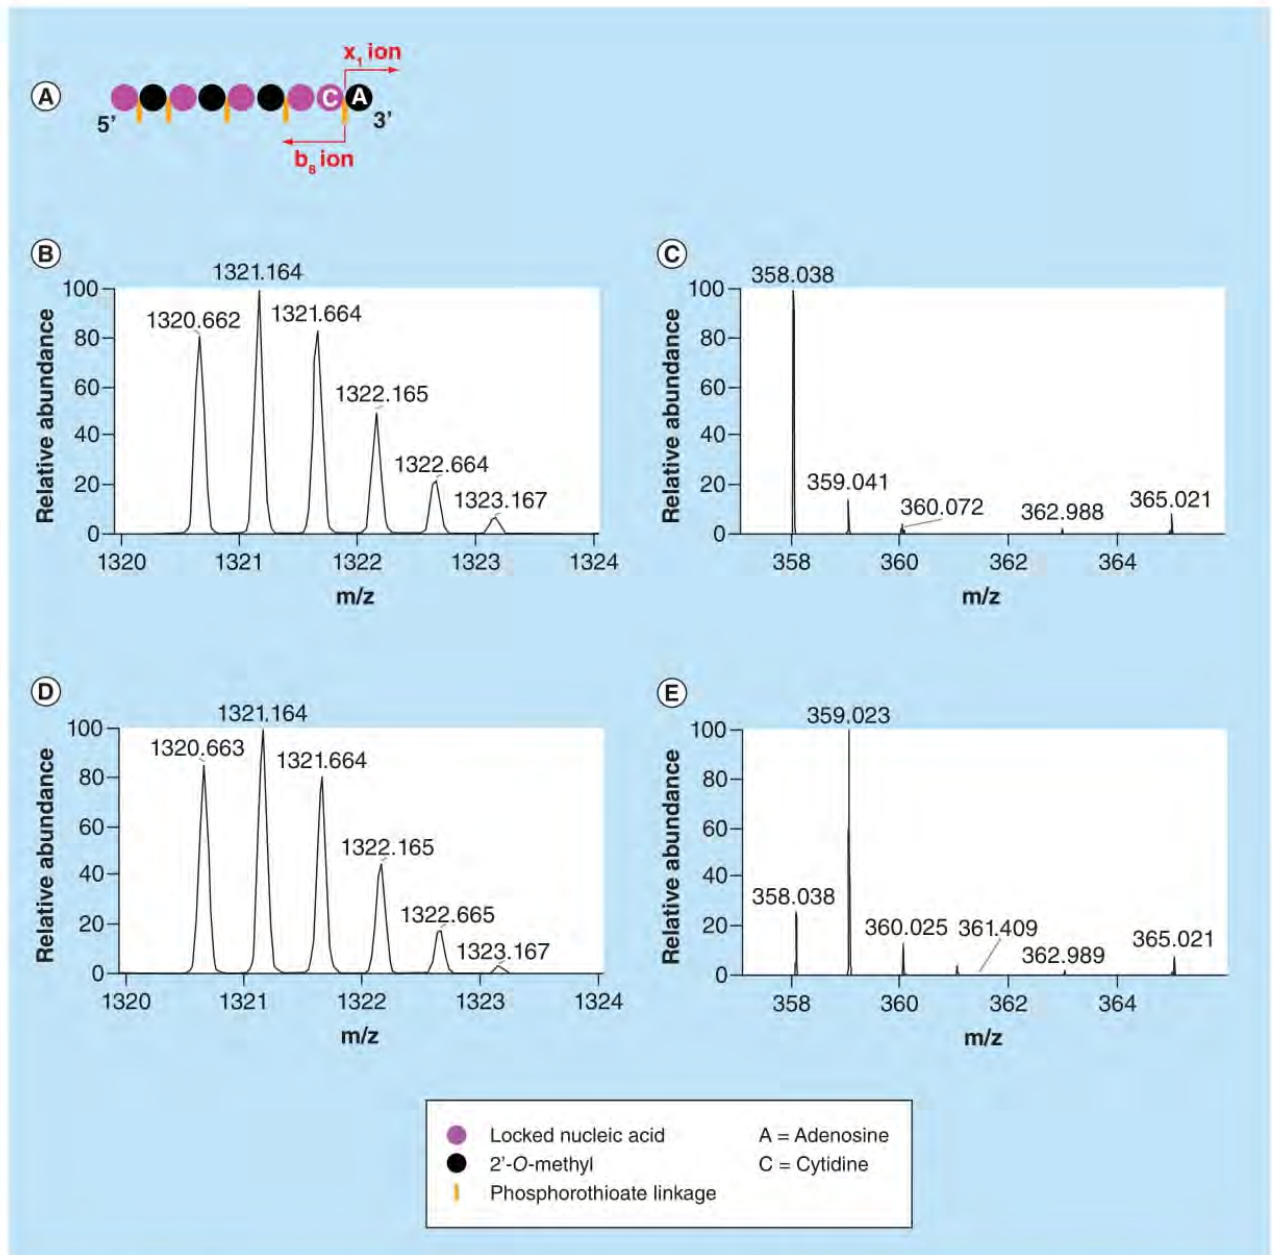 x1 ion
A
C A
5’ 3’
b8 ion
B
1321.164
1320.662
1321.664
1322.165
1322.664
1323.167
100
80
60
40
20
0
Relative abundance
1320 1321 1322 1323 1324
m/z
C
358.038
359.041
360.072
362.988
365.021
100
80
60
40
20
0
Relative abundance
358 360 362 364
m/z
D
1321.164
1320.663
1321.664
1322.165
1322.665
1323.167
100
80
60
40
20
0
Relative abundance
1320 1321 1322 1323 1324
m/z
E
359.023
358.038
360.025
361.409
362.989
365.021
100
80
60
40
20
0
Relative abundance
358 360 362 364
m/z
Locked nucleic acid A = Adenosine
2’-O-methyl C = Cytidine
Phosphorothioate linkage